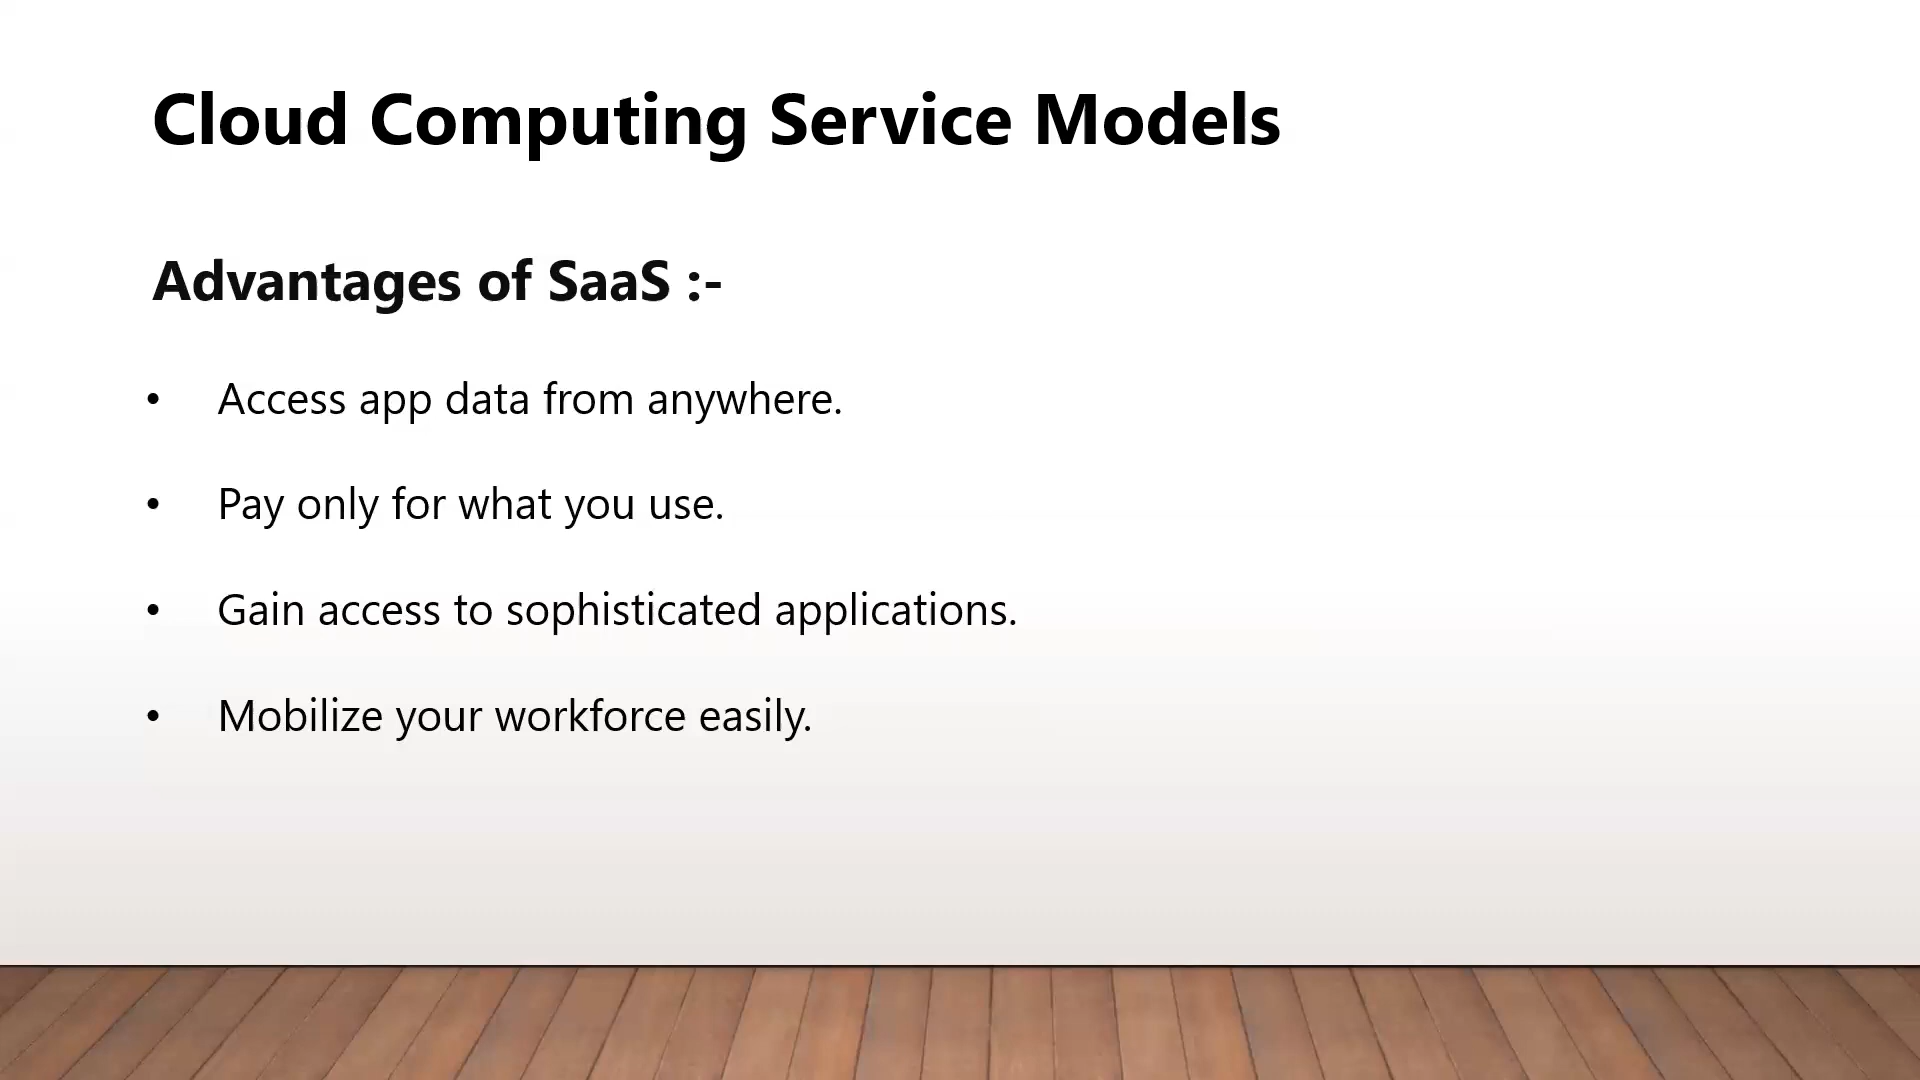 Cloud Computing Service Models
Advantages of SaaS :-
• Access app data from anywhere.
• Pay only for what you use.
• Gain access to sophisticated applications.
• Mobilize your workforce easily.